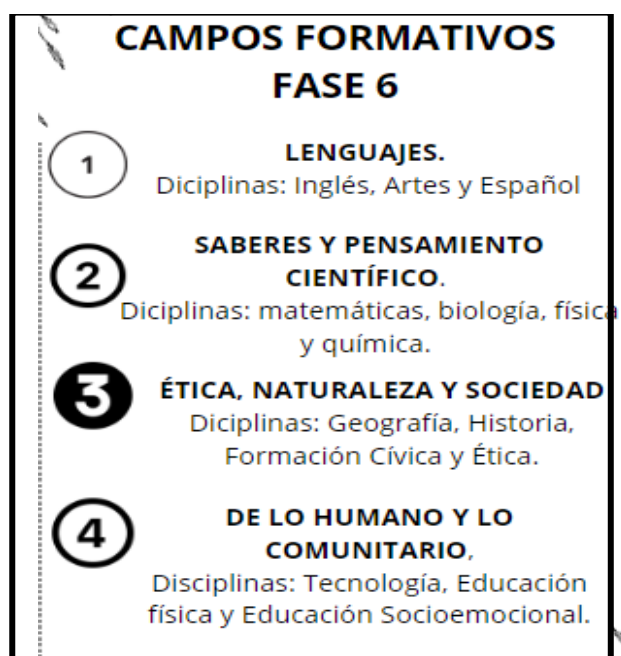 CAMPOS FORMATIVOS
FASE 6
1
LENGUAJES.
Diciplinas: Inglés, Artes y Español
2
SABERES Y PENSAMIENTO
CIENTÍFICO.
Diciplinas: matemáticas, biología, física
y química.
3
ÉTICA, NATURALEZA Y SOCIEDAD
Diciplinas: Geografía, Historia,
Formación Cívica y Ética.
4
DE LO HUMANO Y LO
COMUNITARIO,
Disciplinas: Tecnología, Educación
física y Educación Socioemocional.